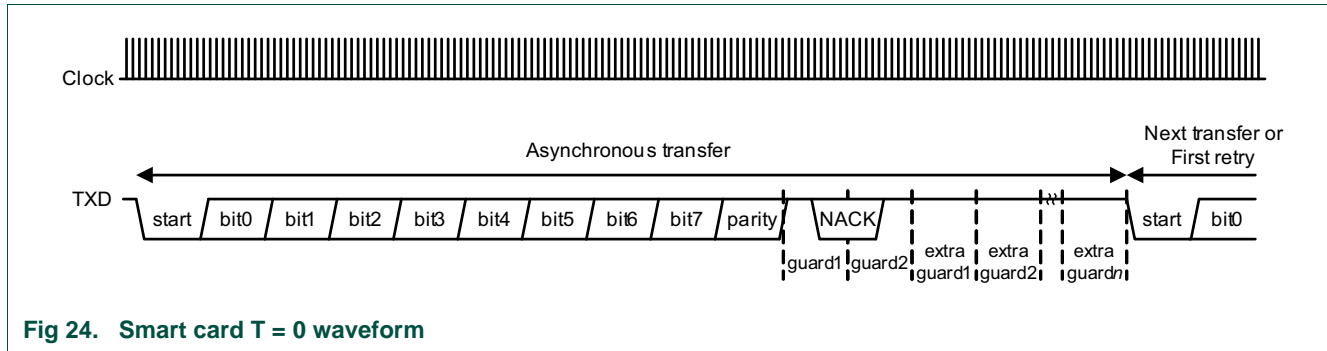 Clock
Asynchronous transfer
Next transfer or
First retry
TXD
start bit0 bit1 bit2 bit3 bit4 bit5 bit6 bit7 parity NACK start bit0
guard1 guard2 extra guard1 extra guard2 extra guardn
Fig 24. Smart card T = 0 waveform